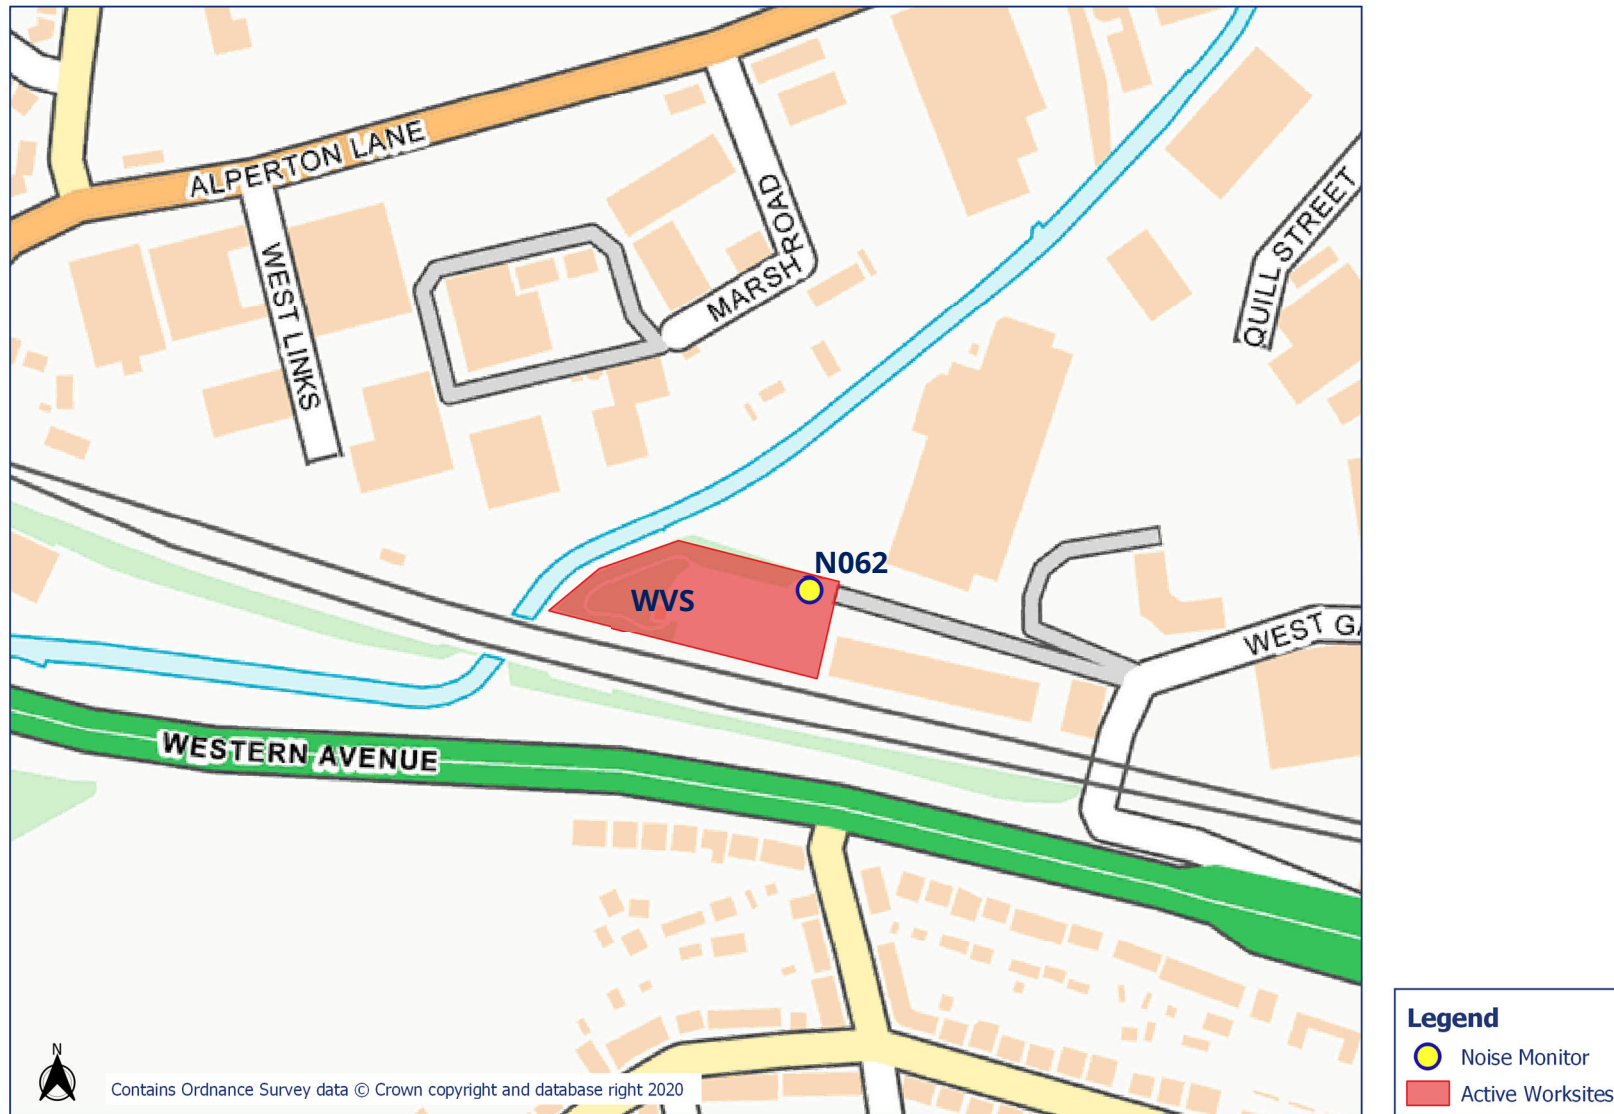 ALPERTON LANE
WEST LINKS
MARSH ROAD
QUILL STREET
N062
WVS
WEST GA
WESTERN AVENUE
N
Contains Ordnance Survey data © Crown copyright and database right 2020
Legend
Noise Monitor
Active Worksites